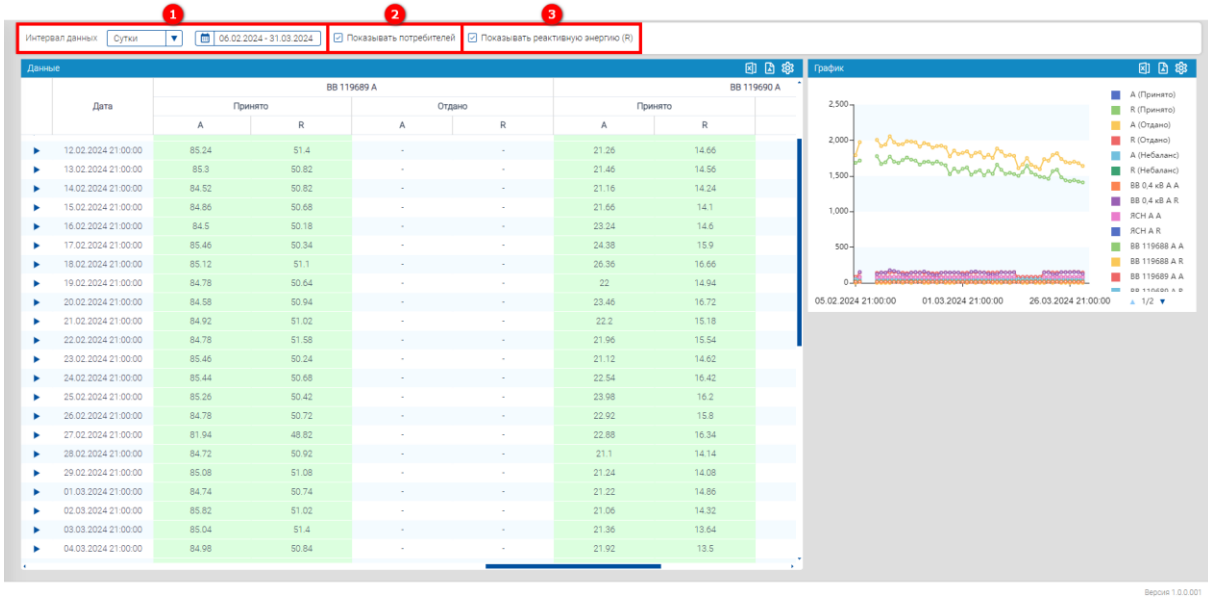 1 2 3
Интервал данных Сутки 06.02.2024 - 31.03.2024 Показывать потребителей Показывать реактивную энергию (R)
Данные
ВВ 119689 А ВВ 119690 А
Дата Принято Отдано Принято
A R A R A R
12.02.2024 21:00:00 85.24 51.4 - - 21.26 14.66
13.02.2024 21:00:00 85.3 50.82 - - 21.46 14.56
14.02.2024 21:00:00 84.52 50.82 - - 21.16 14.24
15.02.2024 21:00:00 84.86 50.68 - - 21.66 14.1
16.02.2024 21:00:00 84.5 50.18 - - 23.24 14.6
17.02.2024 21:00:00 85.46 50.34 - - 24.38 15.9
18.02.2024 21:00:00 85.12 51.1 - - 26.36 16.66
19.02.2024 21:00:00 84.78 50.64 - - 22 14.94
20.02.2024 21:00:00 84.58 50.94 - - 23.46 16.72
21.02.2024 21:00:00 84.92 51.02 - - 22.2 15.18
22.02.2024 21:00:00 84.78 51.58 - - 21.96 15.54
23.02.2024 21:00:00 85.46 50.24 - - 21.12 14.62
24.02.2024 21:00:00 85.44 50.68 - - 22.54 16.42
25.02.2024 21:00:00 85.26 50.42 - - 23.98 16.2
26.02.2024 21:00:00 84.78 50.72 - - 22.92 15.8
27.02.2024 21:00:00 81.94 48.82 - - 22.88 16.34
28.02.2024 21:00:00 84.72 50.92 - - 21.1 14.14
29.02.2024 21:00:00 85.08 51.08 - - 21.24 14.08
01.03.2024 21:00:00 84.74 50.74 - - 21.22 14.86
02.03.2024 21:00:00 85.82 51.02 - - 21.06 14.32
03.03.2024 21:00:00 85.04 51.4 - - 21.36 13.64
04.03.2024 21:00:00 84.98 50.84 - - 21.92 13.5
График
2,500
2,000
1,500
1,000
500
0
05.02.2024 21:00:00 01.03.2024 21:00:00 26.03.2024 21:00:00
A (Принято)
R (Принято)
A (Отдано)
R (Отдано)
A (Небаланс)
R (Небаланс)
ВВ 0,4 кВ А A
ВВ 0,4 кВ А R
ЯСН А A
ЯСН А R
ВВ 119688 А A
ВВ 119688 А R
ВВ 119689 А A
ВВ 119689 А R
1/2
Версия 1.0.0.001